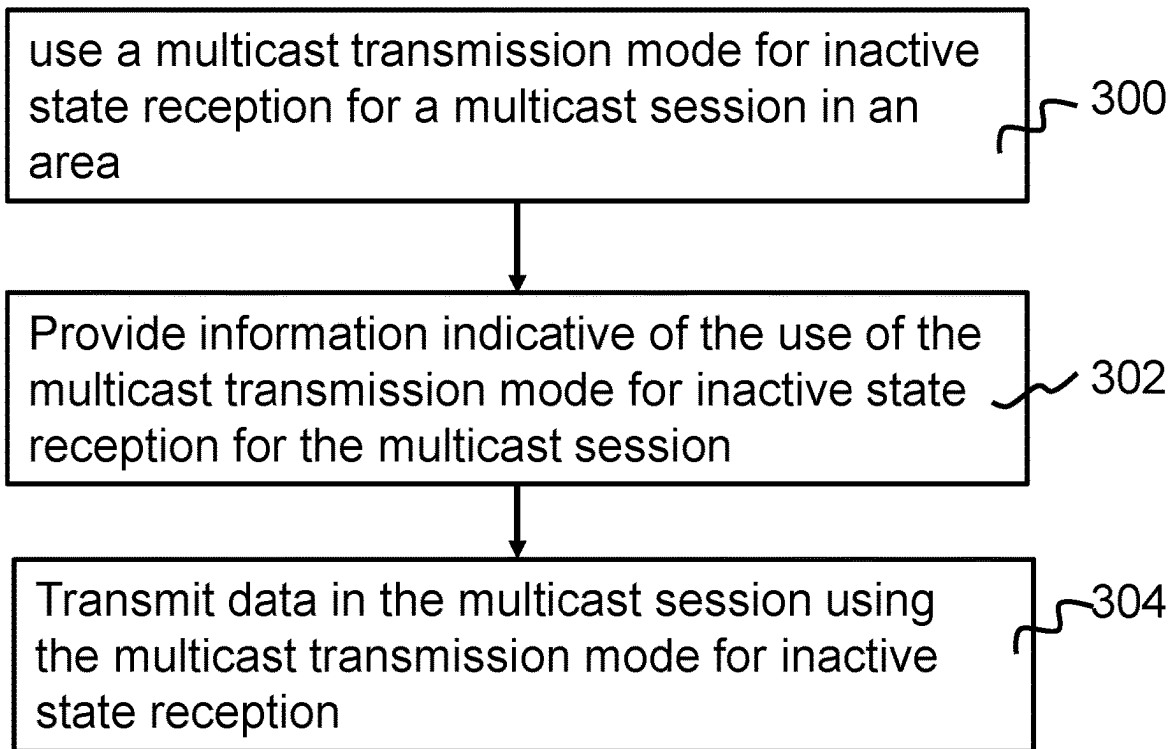 use a multicast transmission mode for inactive
state reception for a multicast session in an
area
300
Provide information indicative of the use of the
multicast transmission mode for inactive state
reception for the multicast session
302
Transmit data in the multicast session using
the multicast transmission mode for inactive
state reception
304